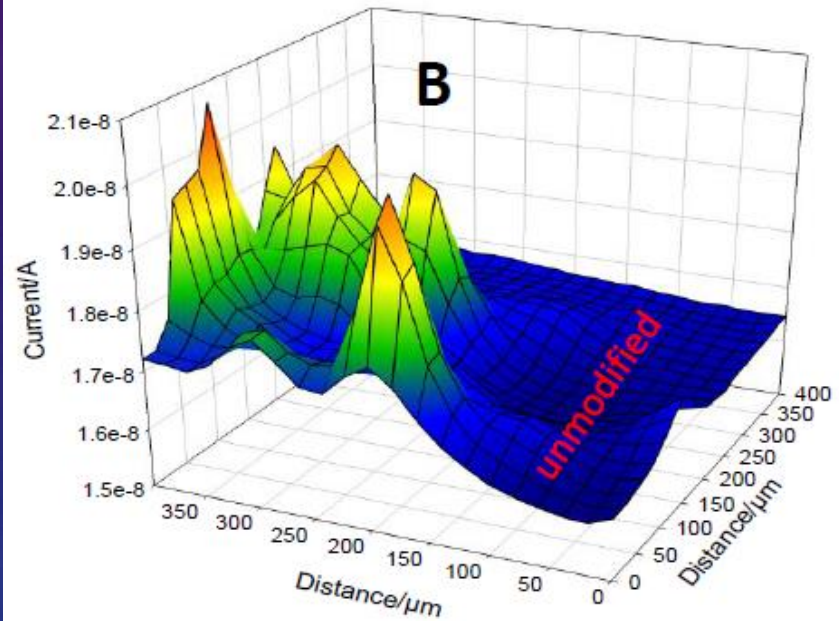 B
2.1e-8
2.0e-8
1.9e-8
1.8e-8
1.7e-8
1.6e-8
1.5e-8
Current/A
unmodified
350
300
250
200
150
100
50
0
Distance/µm
400
350
300
250
200
150
100
50
0
Distance/µm